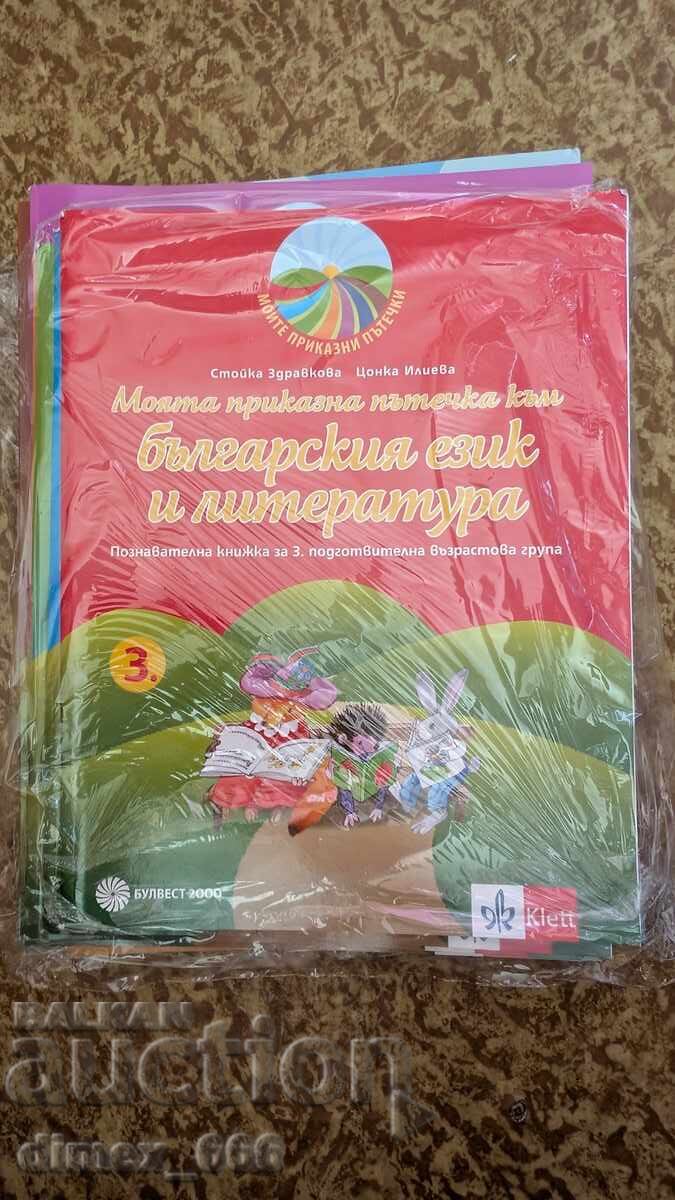 МОИТЕ ПРИКАЗНИ ПЪТЕЧКИ
Стойка Здравкова Цонка Илиева
Моята приказна пътечка към
българския език
и литература
Познавателна книжка за 3. подготвителна възрастова група
3.
БУЛВЕСТ 2000
Klett
BALKAN
auction
dimex_666